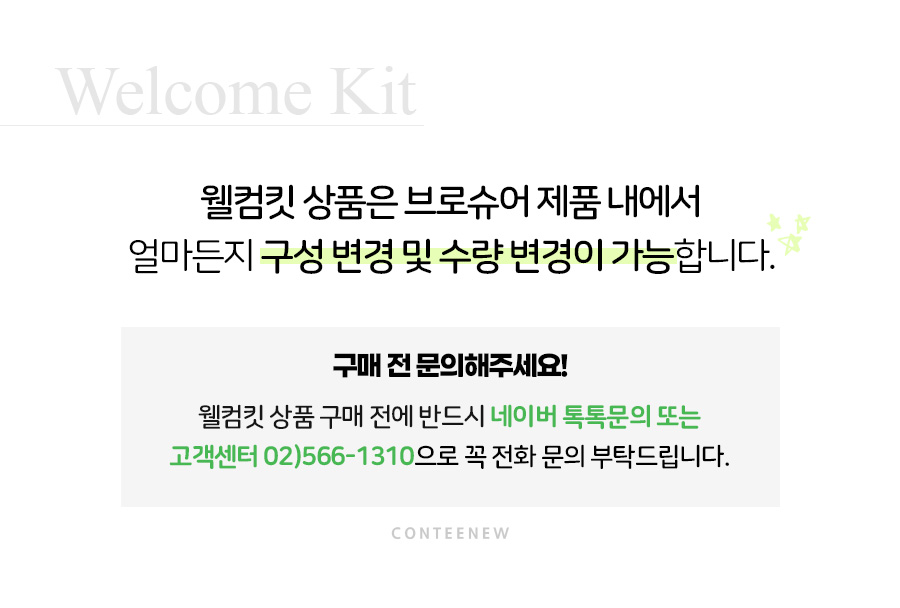 Welcome Kit
웰컴킷 상품은 브로슈어 제품 내에서
얼마든지 구성 변경 및 수량 변경이 가능합니다.
구매 전 문의해주세요!
웰컴킷 상품 구매 전에 반드시 네이버 톡톡문의 또는
고객센터 02)566-1310으로 꼭 전화 문의 부탁드립니다.
CONTEENEW